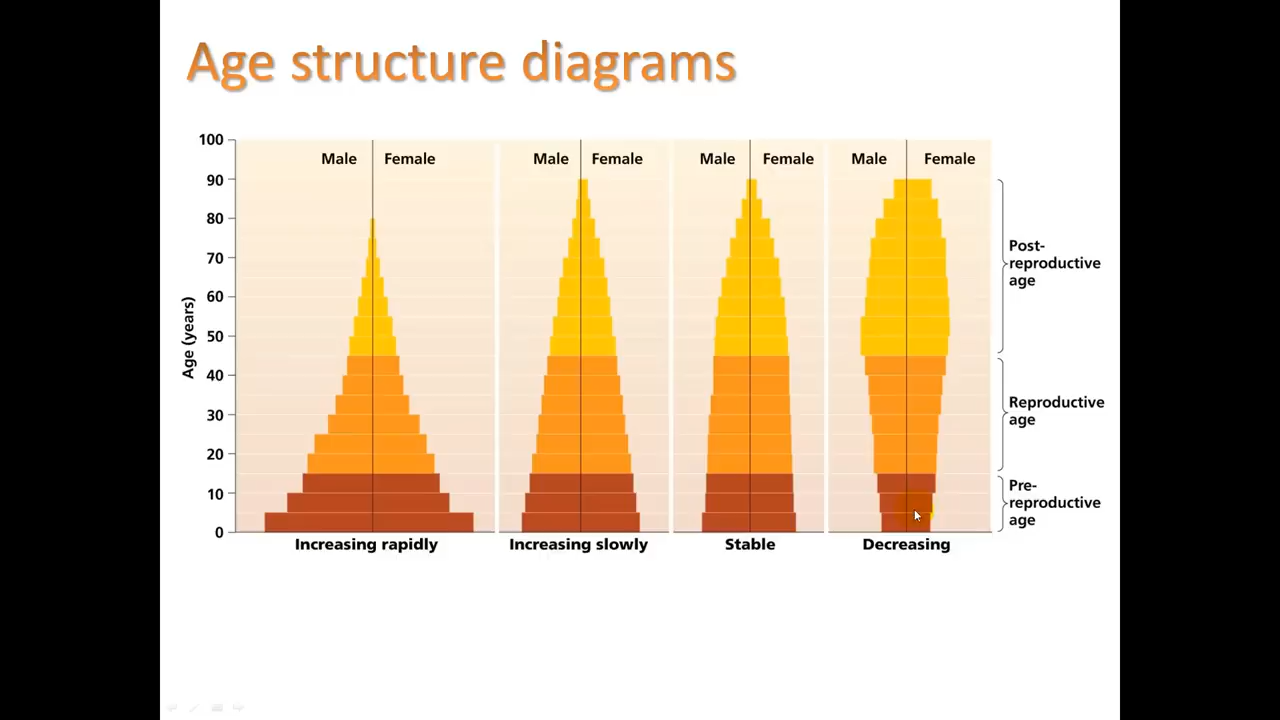 Age structure diagrams
Male Female Male Female Male Female Male Female
100
90
80
70
60
50
40
30
20
10
0
Age (years)
Post-
reproductive
age
Reproductive
age
Pre-
reproductive
age
Increasing rapidly Increasing slowly Stable Decreasing